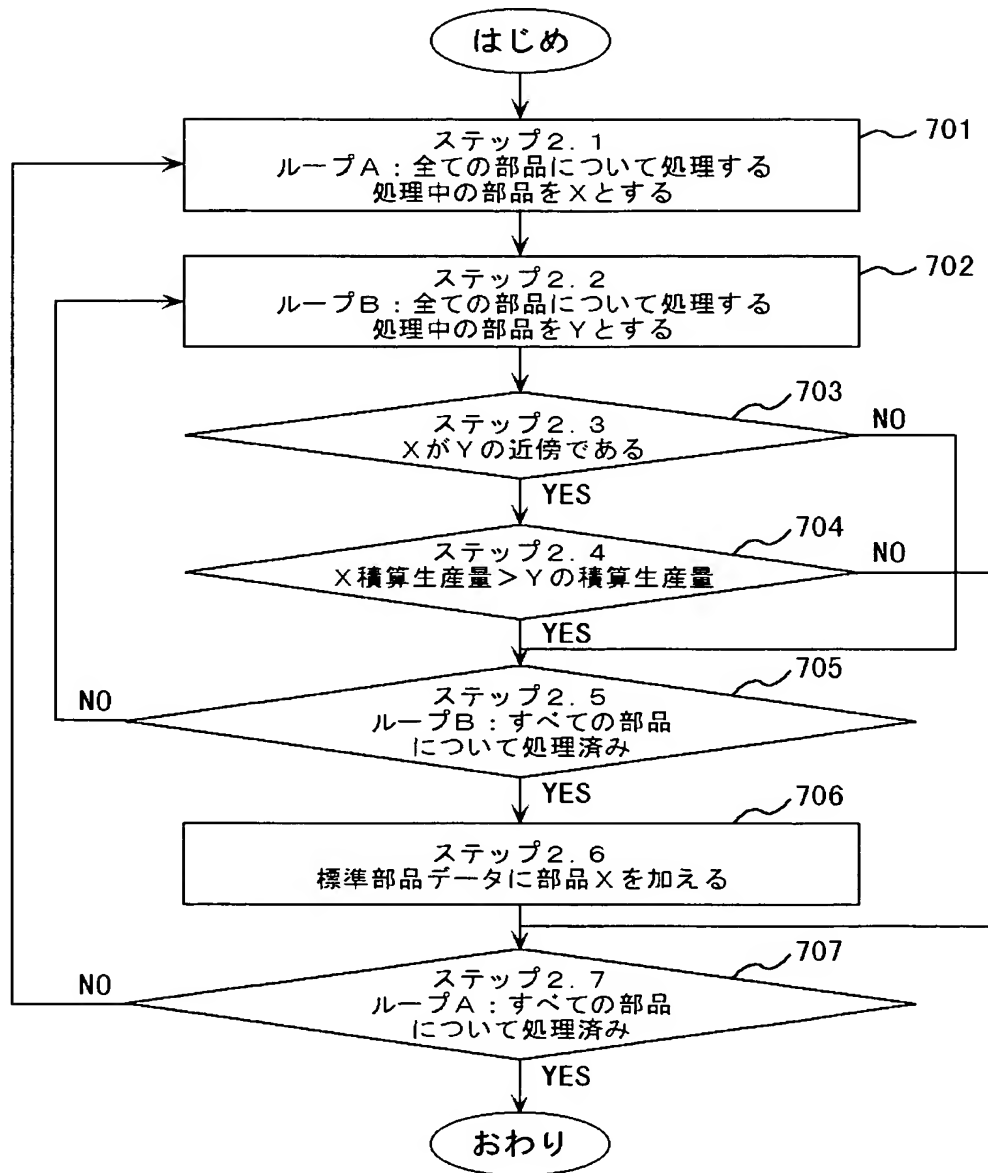 はじめ
701
ステップ2.1
ループA:全ての部品について処理する
処理中の部品をXとする
702
ステップ2.2
ループB:全ての部品について処理する
処理中の部品をYとする
703
ステップ2.3
XがYの近傍である
NO
YES
704
ステップ2.4
X積算生産量>Yの積算生産量
NO
YES
705
ステップ2.5
ループB:すべての部品
について処理済み
NO
YES
706
ステップ2.6
標準部品データに部品Xを加える
707
ステップ2.7
ループA:すべての部品
について処理済み
NO
YES
おわり